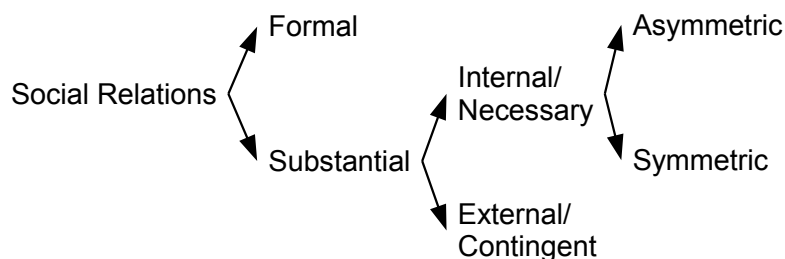 Social Relations
Formal
Substantial
Internal/
Necessary
External/
Contingent
Asymmetric
Symmetric